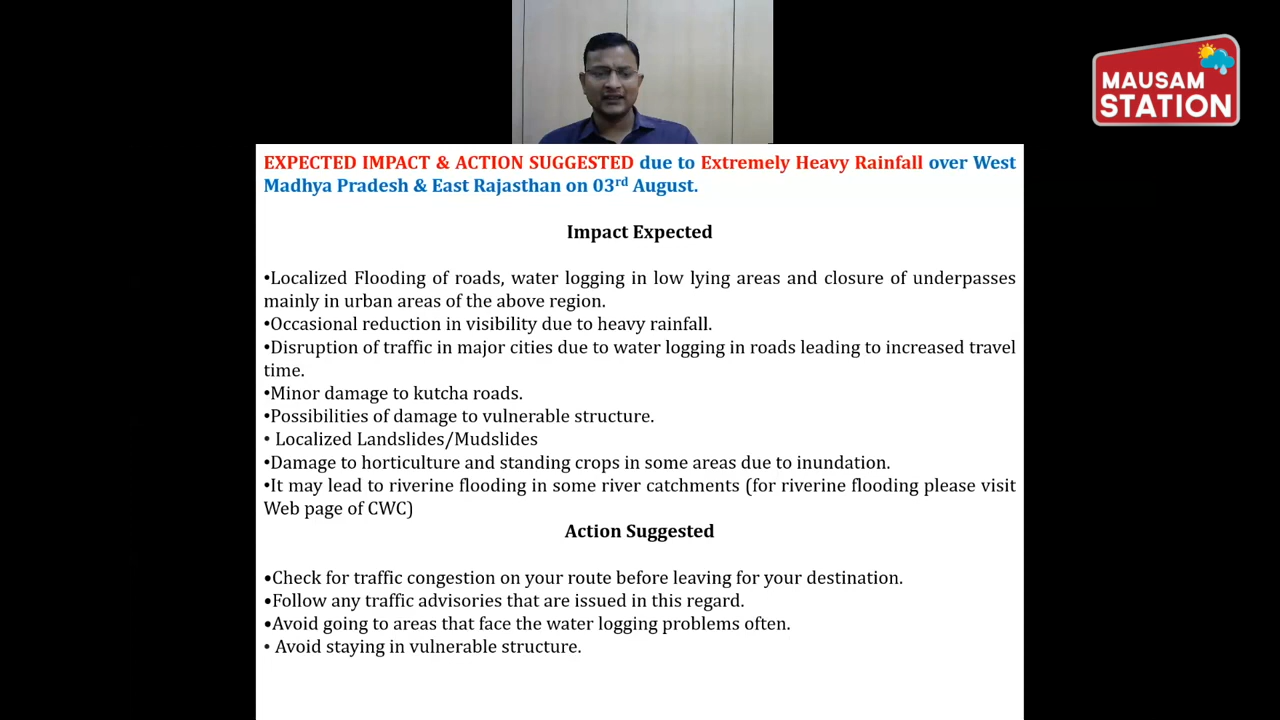 MAUSAM
STATION
EXPECTED IMPACT & ACTION SUGGESTED due to Extremely Heavy Rainfall over West
Madhya Pradesh & East Rajasthan on 03rd August.
Impact Expected
•Localized Flooding of roads, water logging in low lying areas and closure of underpasses
mainly in urban areas of the above region.
•Occasional reduction in visibility due to heavy rainfall.
•Disruption of traffic in major cities due to water logging in roads leading to increased travel
time.
•Minor damage to kutcha roads.
•Possibilities of damage to vulnerable structure.
• Localized Landslides/Mudslides
•Damage to horticulture and standing crops in some areas due to inundation.
•It may lead to riverine flooding in some river catchments (for riverine flooding please visit
Web page of CWC)
Action Suggested
•Check for traffic congestion on your route before leaving for your destination.
•Follow any traffic advisories that are issued in this regard.
•Avoid going to areas that face the water logging problems often.
• Avoid staying in vulnerable structure.